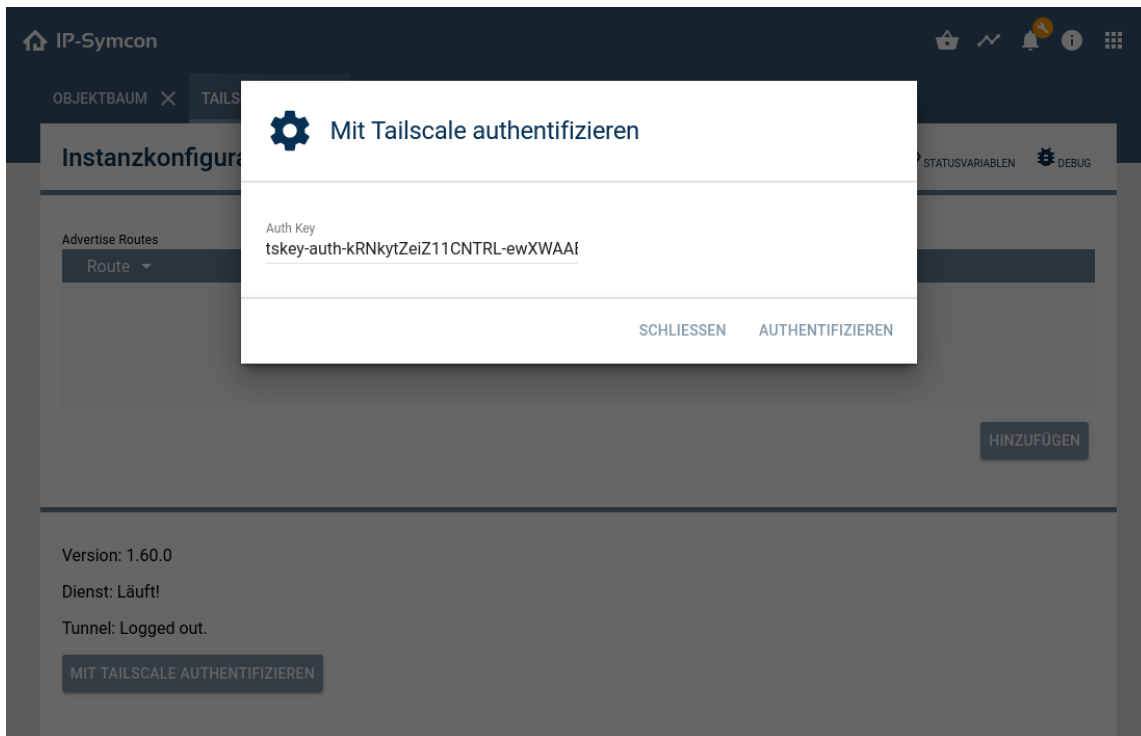 IP-Symcon
OBJEKTBAUM
TAILS
Mit Tailscale authentifizieren
Instanzkonfigura
STATUSVARIABLEN
DEBUG
Advertise Routes
Auth Key
tskey-auth-kRNkytZeiZ11CNTRL-ewXWAAE
Route
SCHLIESSEN AUTHENTIFIZIEREN
HINZUFÜGEN
Version: 1.60.0
Dienst: Läuft!
Tunnel: Logged out.
MIT TAILSCALE AUTHENTIFIZIEREN